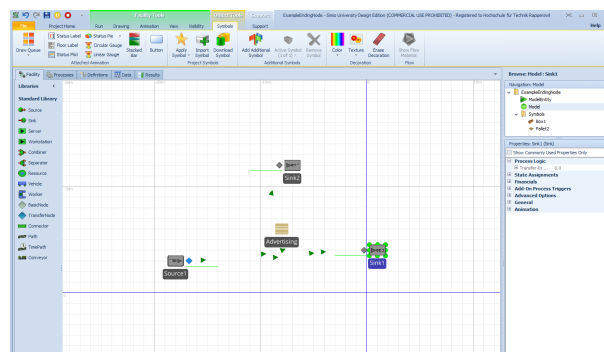 Facility Tools
Object Tools
Support
ExampleEndingNode - Simio University Design Edition (COMMERCIAL USE PROHIBITED) - Registered to Hochschule für Technik Rapperswil
File
Project Home
Run
Drawing
Animation
View
Visibility
Symbols
Support
Help
Draw Queue
Status Label
Floor Label
Status Plot
Status Pie
Circular Gauge
Linear Gauge
Stacked Bar
Button
Apply Symbol
Import Symbol
Download Symbol
Add Additional Symbol
Active Symbol (1 of 1)
Remove Symbol
Color
Texture
Erase Decoration
Show Flow Material
Attached Animation
Project Symbols
Additional Symbols
Decoration
Flow
Facility
Processes
Definitions
Data
Results
Browse: Model : Sink1
Libraries
Standard Library
Source
Sink
Server
Workstation
Combiner
Separator
Resource
Vehicle
Worker
BasicNode
TransferNode
Connector
Path
TimePath
Conveyor
Sink2
Advertising
Source1
Sink1
Navigation: Model
ExampleEndingNode
ModelEntity
Model
Symbols
Box1
Pallet2
Properties: Sink1 (Sink)
Show Commonly Used Properties Only
Process Logic
Transfer-In ... 0.0
State Assignments
Financials
Add-On Process Triggers
Advanced Options
General
Animation